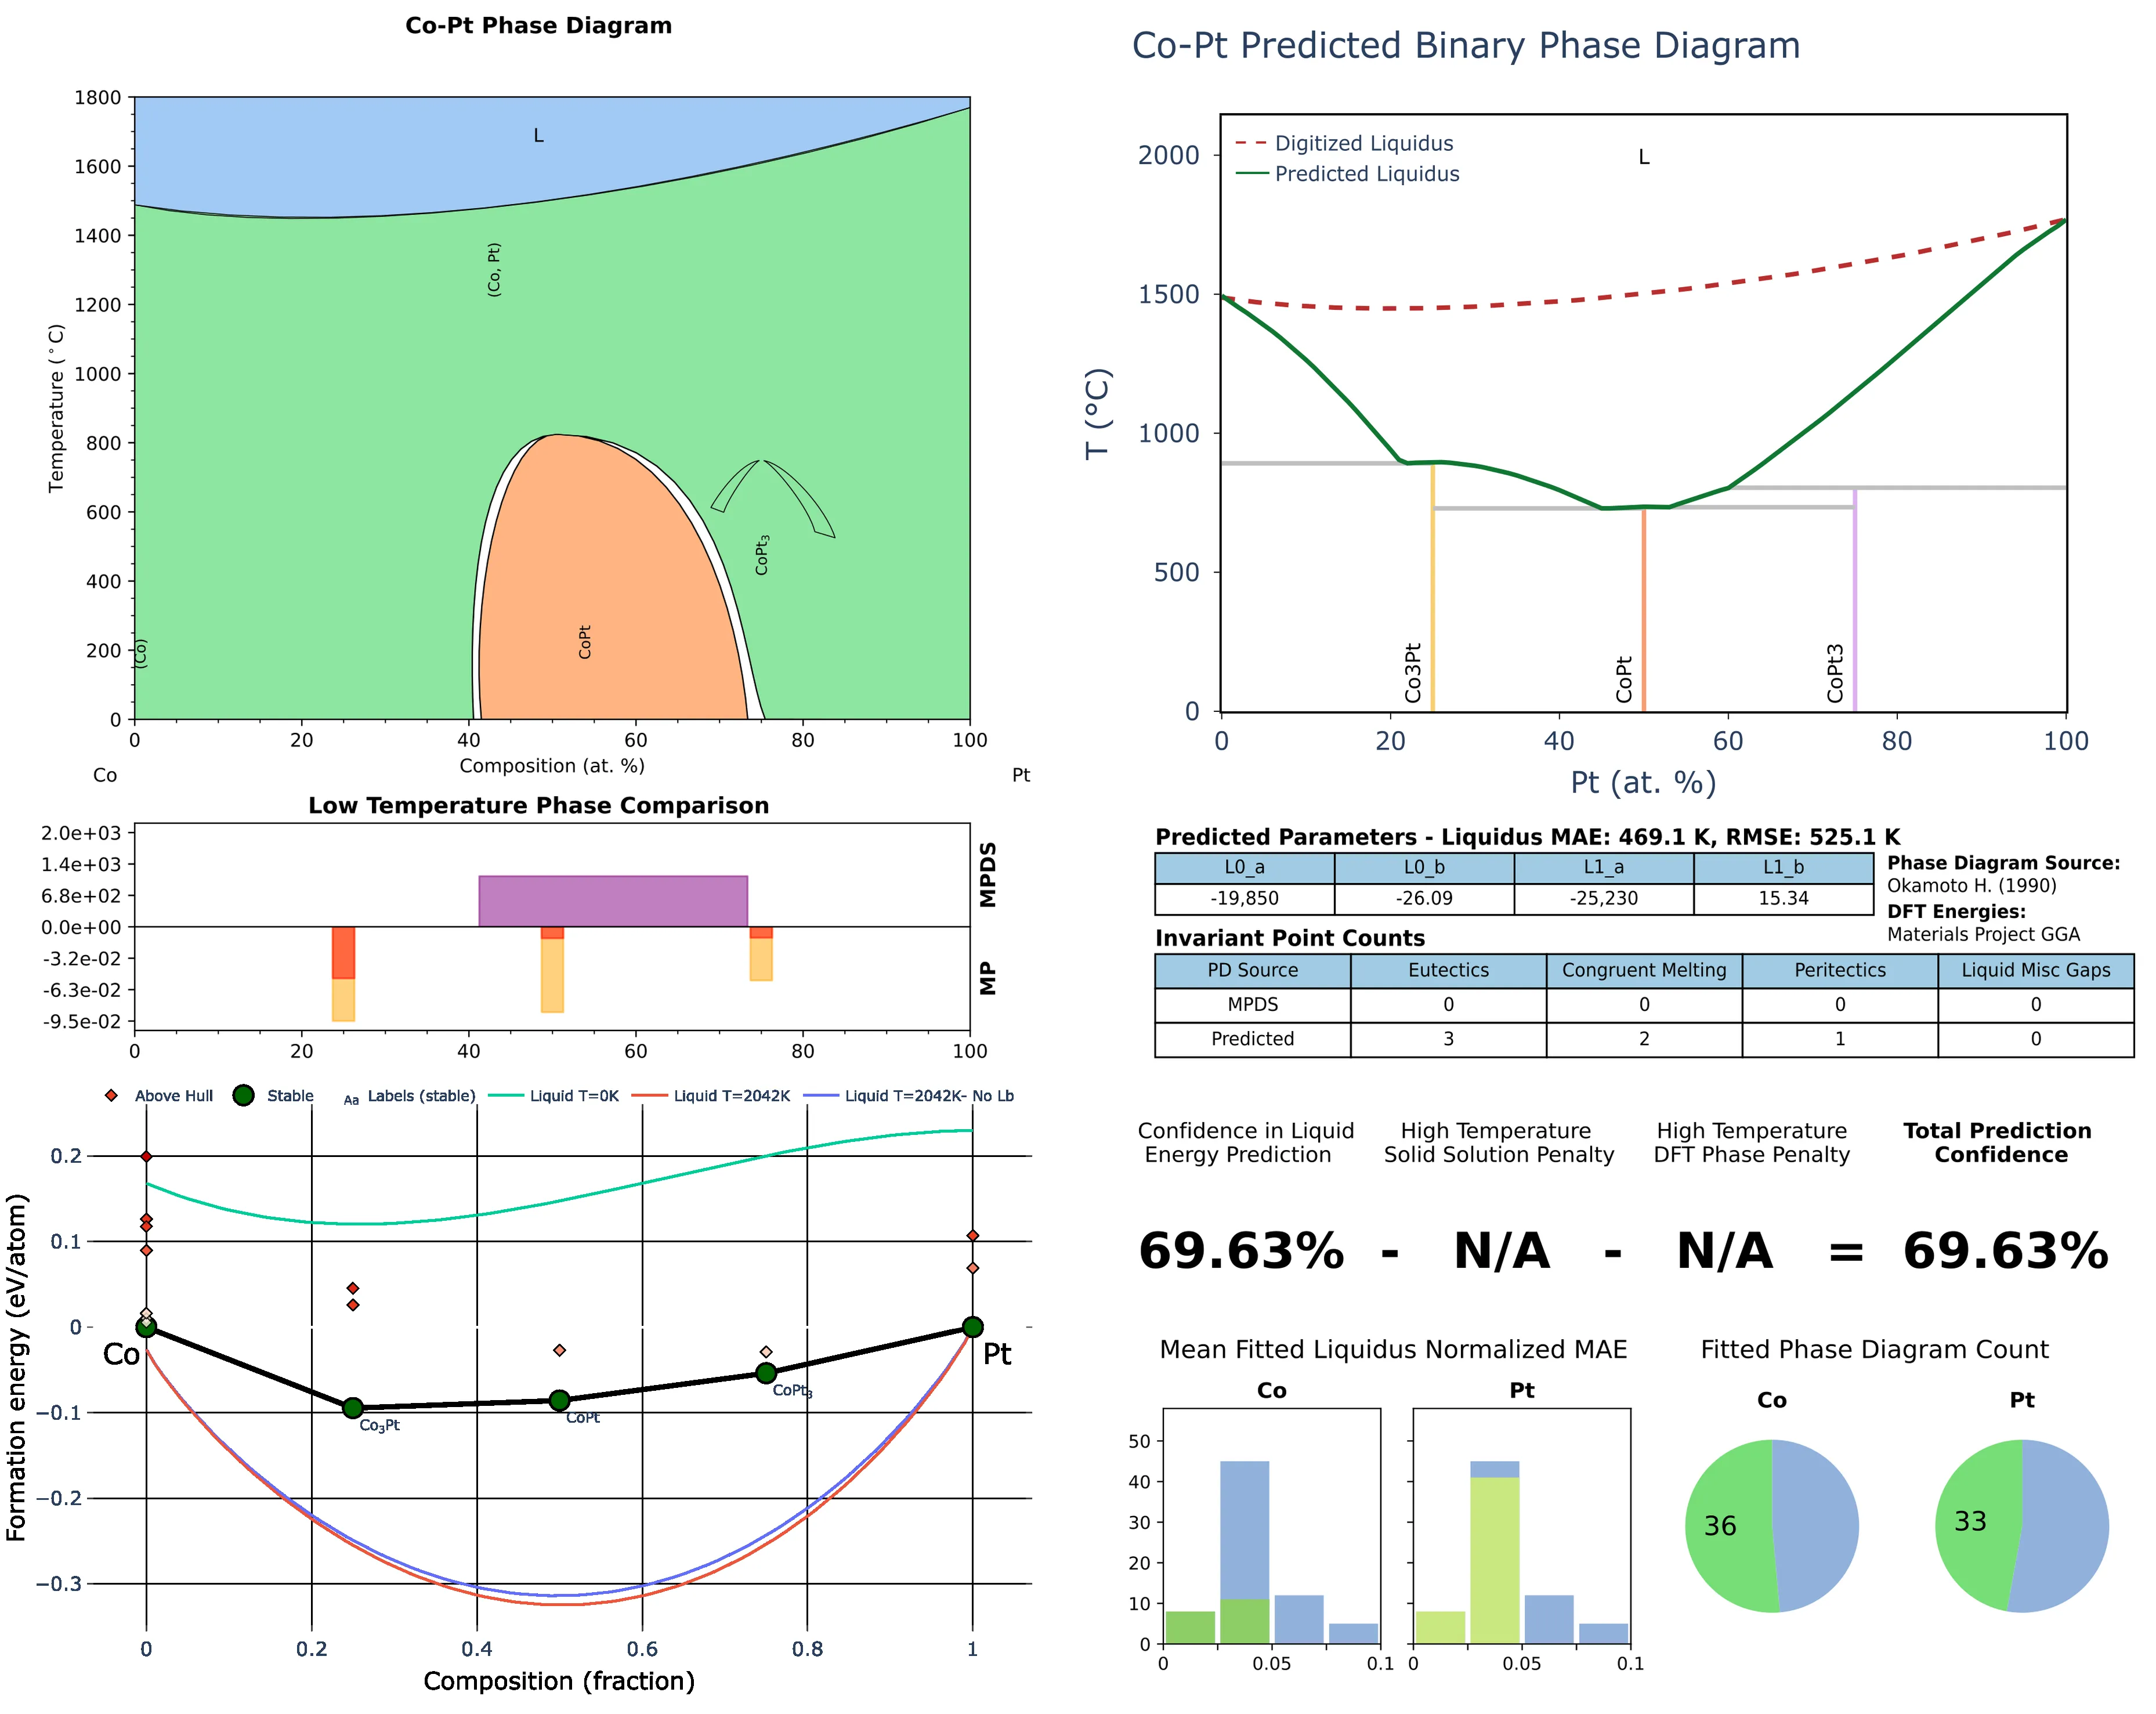 Co-Pt Phase Diagram
1800
1600
1400
1200
1000
800
600
400
200
0
Temperature (°C)
L
(Co, Pt)
(Co)
CoPt
CoPt₃
0 20 40 60 80 100
Composition (at. %)
Co Pt
Low Temperature Phase Comparison
2.0e+03
1.4e+03
6.8e+02
0.0e+00
-3.2e-02
-6.3e-02
-9.5e-02
MPDS
MP
0 20 40 60 80 100
Above Hull Stable Aa Labels (stable) Liquid T=0K Liquid T=2042K Liquid T=2042K- No Lb
0.2
0.1
0
−0.1
−0.2
−0.3
Formation energy (eV/atom)
Co
Pt
Co₃Pt
CoPt
CoPt₃
0 0.2 0.4 0.6 0.8 1
Composition (fraction)
Co-Pt Predicted Binary Phase Diagram
Digitized Liquidus
Predicted Liquidus
L
2000
1500
1000
500
0
T (°C)
Co3Pt
CoPt
CoPt3
0 20 40 60 80 100
Pt (at. %)
Predicted Parameters - Liquidus MAE: 469.1 K, RMSE: 525.1 K
L0_a L0_b L1_a L1_b
-19,850 -26.09 -25,230 15.34
Phase Diagram Source:
Okamoto H. (1990)
DFT Energies:
Materials Project GGA
Invariant Point Counts
PD Source Eutectics Congruent Melting Peritectics Liquid Misc Gaps
MPDS 0 0 0 0
Predicted 3 2 1 0
Confidence in Liquid
Energy Prediction
High Temperature
Solid Solution Penalty
High Temperature
DFT Phase Penalty
Total Prediction
Confidence
69.63% - N/A - N/A = 69.63%
Mean Fitted Liquidus Normalized MAE
Co
Pt
50
40
30
20
10
0
0 0.05 0.1
0 0.05 0.1
Fitted Phase Diagram Count
Co
Pt
36
33